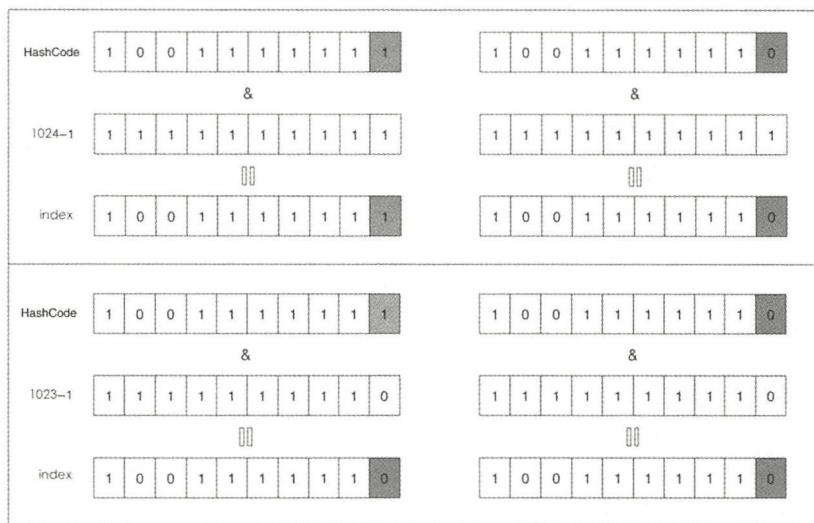 HashCode 1 0 0 1 1 1 1 1 1 1 1 0 0 1 1 1 1 1 1 0
& &
1024-1 1 1 1 1 1 1 1 1 1 1 1 1 1 1 1 1 1 1 1 1
index 1 0 0 1 1 1 1 1 1 1 1 0 0 1 1 1 1 1 1 0
HashCode 1 0 0 1 1 1 1 1 1 1 1 0 0 1 1 1 1 1 1 0
& &
1023-1 1 1 1 1 1 1 1 1 1 0 1 1 1 1 1 1 1 1 1 0
index 1 0 0 1 1 1 1 1 1 0 1 0 0 1 1 1 1 1 1 0